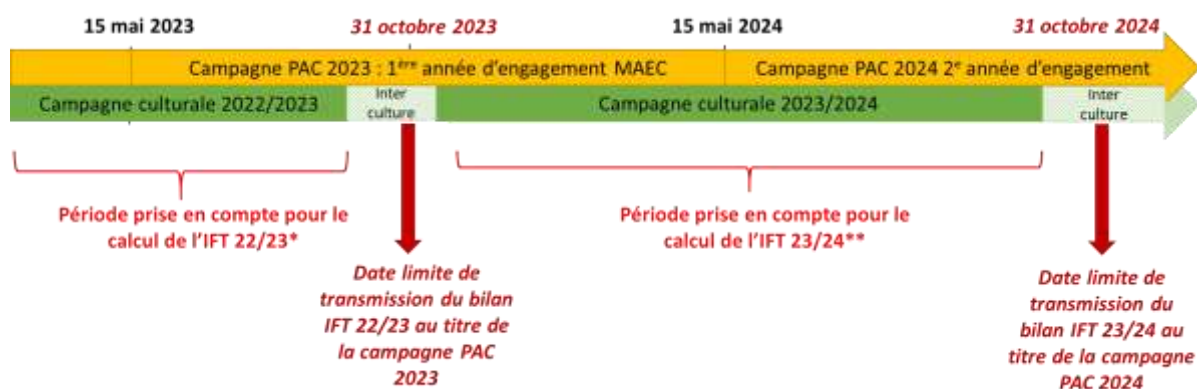 15 mai 2023
31 octobre 2023
15 mai 2024
31 octobre 2024
Campagne PAC 2023 : 1ère année d'engagement MAEC
Campagne PAC 2024 2e année d'engagement
Campagne culturale 2022/2023
Inter
culture
Campagne culturale 2023/2024
Inter
culture
Période prise en compte pour le
calcul de l'IFT 22/23*
Période prise en compte pour le
calcul de l'IFT 23/24**
Date limite de
transmission du bilan
IFT 22/23 au titre de
la campagne PAC
2023
Date limite de
transmission du
bilan IFT 23/24 au
titre de la campagne
PAC 2024